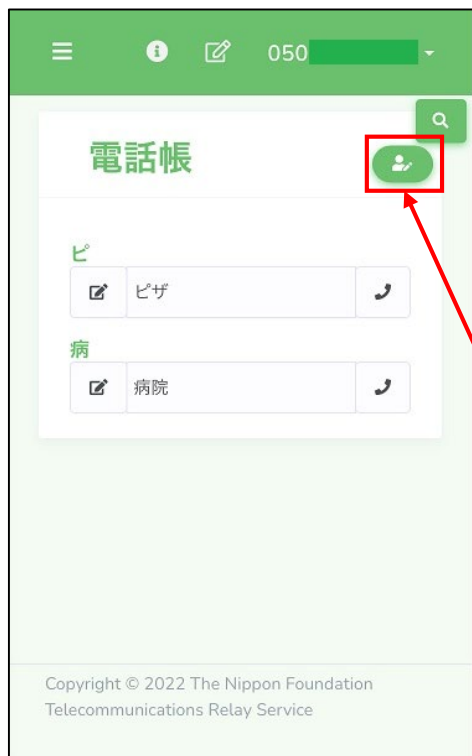 050
電話帳
ピ
ピザ
病
病院
Copyright © 2022 The Nippon Foundation
Telecommunications Relay Service